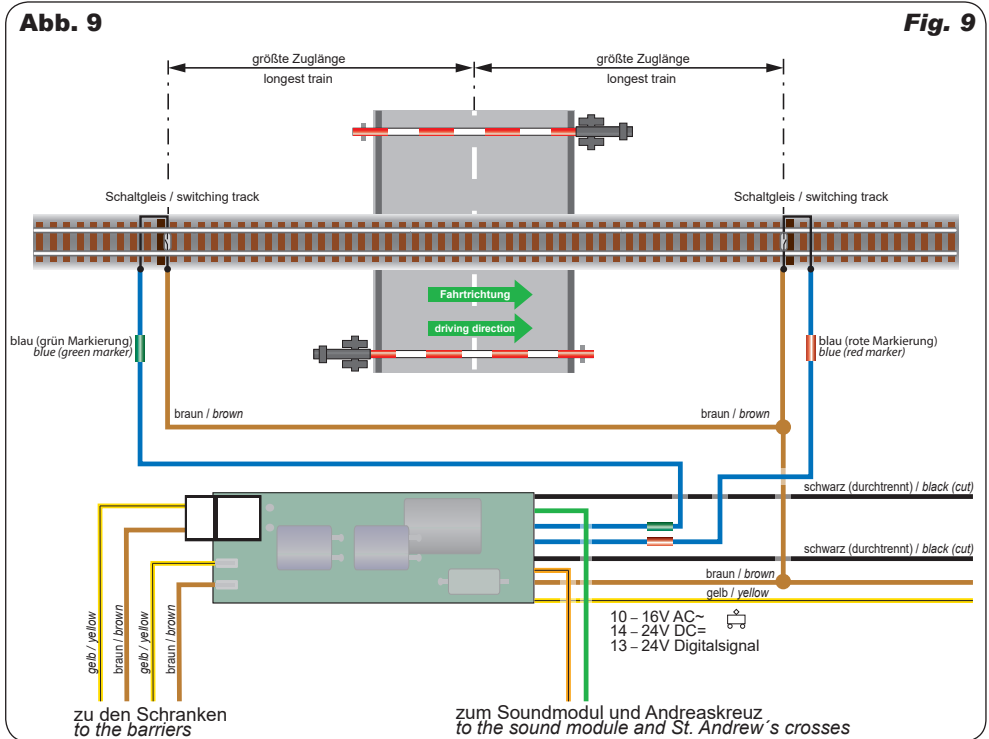 Abb. 9
Fig. 9
größte Zuglänge
longest train
größte Zuglänge
longest train
Schaltgleis / switching track
Schaltgleis / switching track
Fahrtrichtung
driving direction
blau (grün Markierung)
blue (green marker)
blau (rote Markierung)
blue (red marker)
braun / brown
braun / brown
schwarz (durchtrennt) / black (cut)
schwarz (durchtrennt) / black (cut)
braun / brown
gelb / yellow
10 – 16V AC~
14 – 24V DC=
13 – 24V Digitalsignal
gelb / yellow
braun / brown
gelb / yellow
braun / brown
zu den Schranken
to the barriers
zum Soundmodul und Andreaskreuz
to the sound module and St. Andrew´s crosses